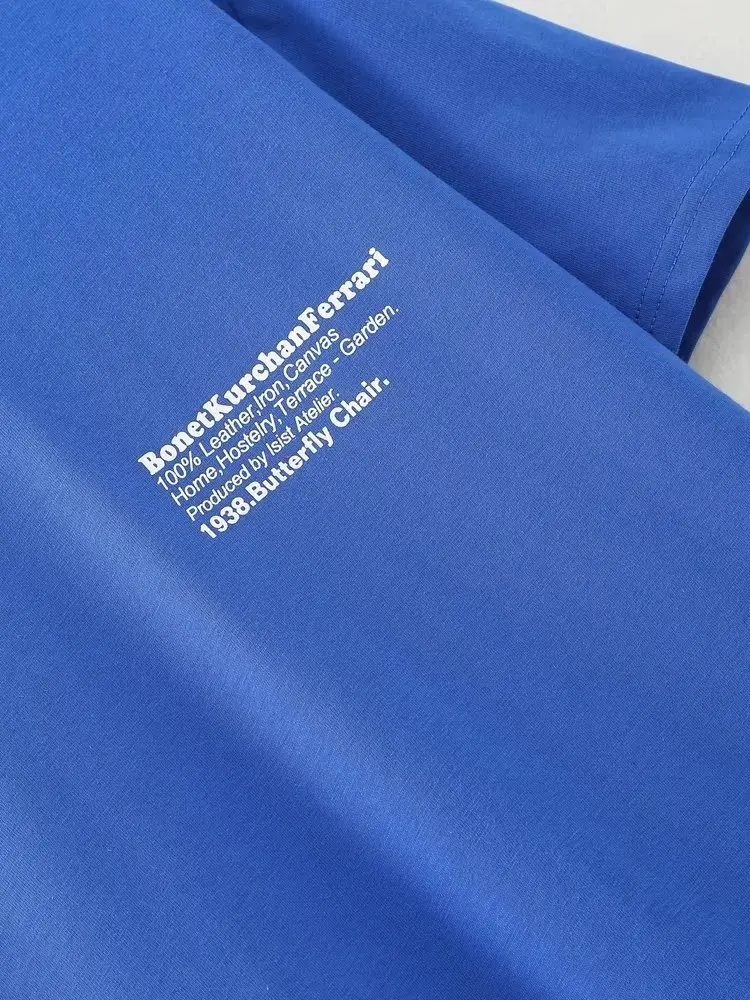 BonetKurchanFerrari
100% Leather,Iron,Canvas
Home,Hostelry,Terrace - Garden.
Produced by Isist Atelier.
1938.Butterfly Chair.